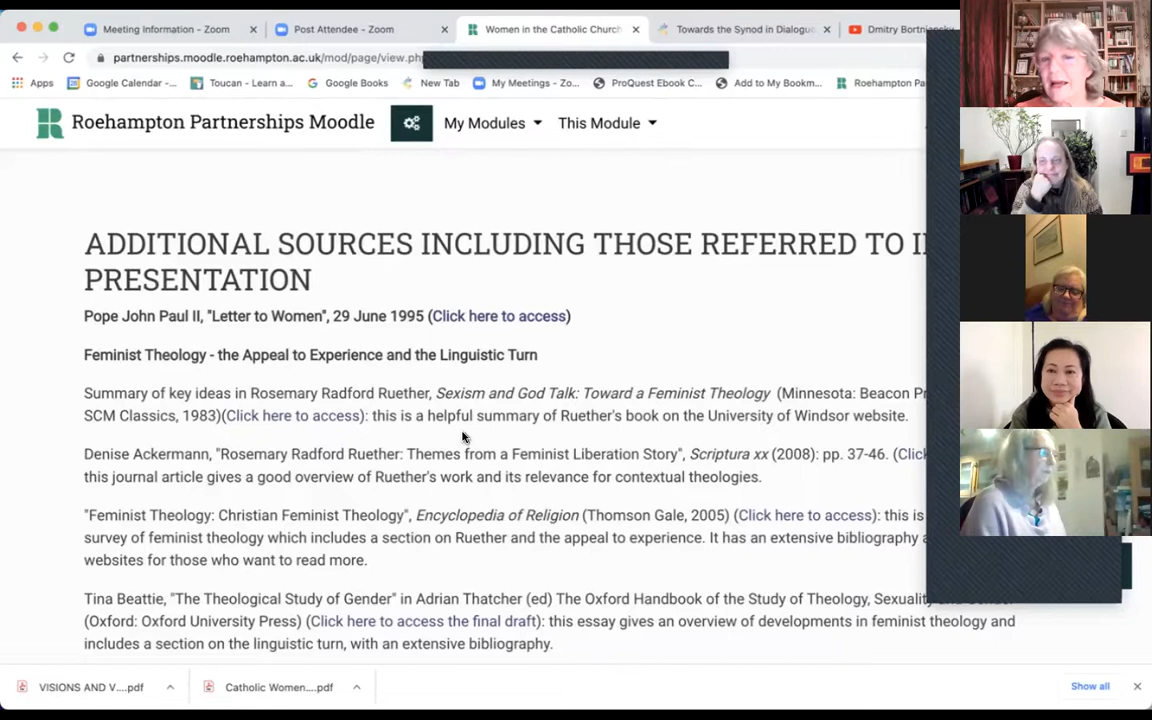 Meeting Information - Zoom
Post Attendee - Zoom
Women in the Catholic Church
Towards the Synod in Dialogu
Dmitry Bortniansky
partnerships.moodle.roehampton.ac.uk/mod/page/view.ph
Apps Google Calendar -... Toucan - Learn a... Google Books New Tab My Meetings - Zo... ProQuest Ebook C... Add to My Bookm... Roehampton Pa
Roehampton Partnerships Moodle My Modules This Module
ADDITIONAL SOURCES INCLUDING THOSE REFERRED TO I
PRESENTATION
Pope John Paul II, "Letter to Women", 29 June 1995 (Click here to access)
Feminist Theology - the Appeal to Experience and the Linguistic Turn
Summary of key ideas in Rosemary Radford Ruether, Sexism and God Talk: Toward a Feminist Theology (Minnesota: Beacon Pr
SCM Classics, 1983)(Click here to access): this is a helpful summary of Ruether's book on the University of Windsor website.
Denise Ackermann, "Rosemary Radford Ruether: Themes from a Feminist Liberation Story", Scriptura xx (2008): pp. 37-46. (Click
this journal article gives a good overview of Ruether's work and its relevance for contextual theologies.
"Feminist Theology: Christian Feminist Theology", Encyclopedia of Religion (Thomson Gale, 2005) (Click here to access): this is
survey of feminist theology which includes a section on Ruether and the appeal to experience. It has an extensive bibliography a
websites for those who want to read more.
Tina Beattie, "The Theological Study of Gender" in Adrian Thatcher (ed) The Oxford Handbook of the Study of Theology, Sexuality and Gender
(Oxford: Oxford University Press) (Click here to access the final draft): this essay gives an overview of developments in feminist theology and
includes a section on the linguistic turn, with an extensive bibliography.
VISIONS AND V....pdf Catholic Women....pdf Show all